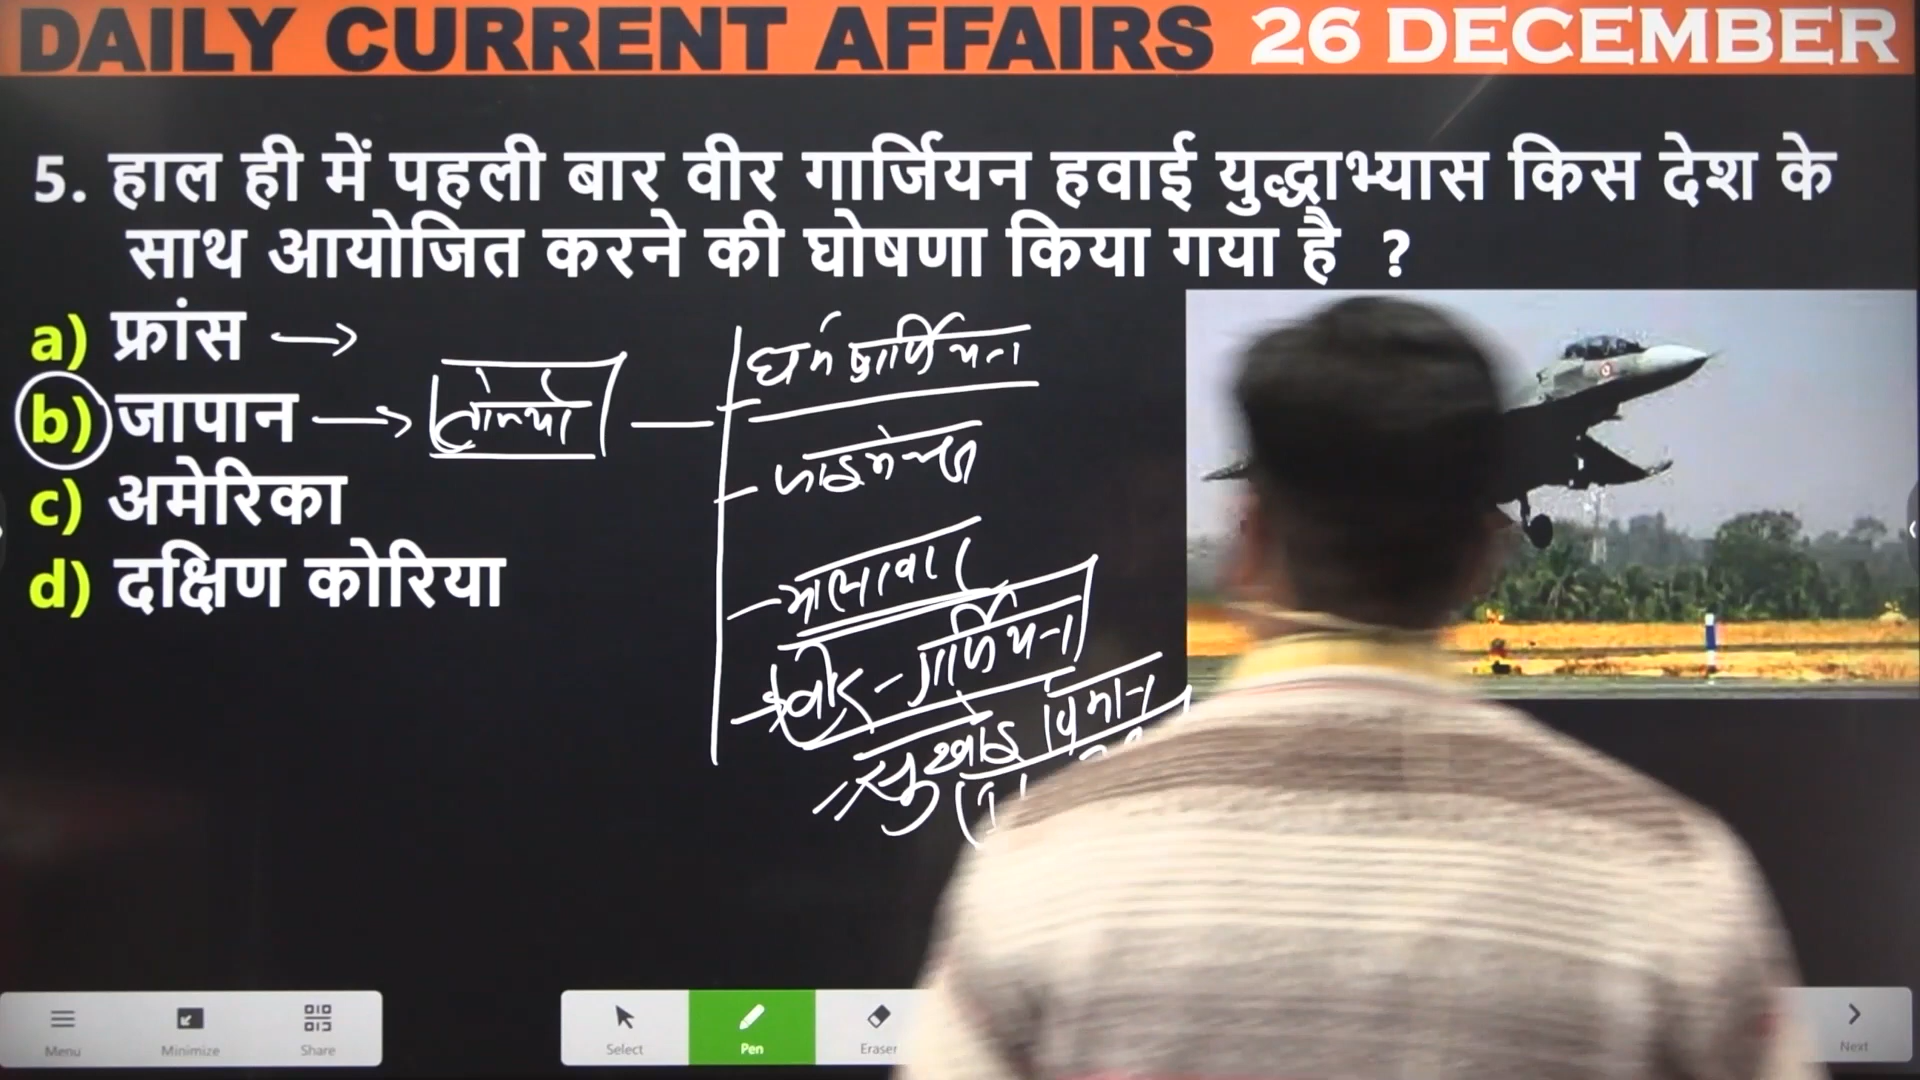 DAILY CURRENT AFFAIRS 26 DECEMBER
5. हाल ही में पहली बार वीर गार्जियन हवाई युद्धाभ्यास किस देश के
साथ आयोजित करने की घोषणा किया गया है ?
a) फ्रांस
b) जापान
c) अमेरिका
d) दक्षिण कोरिया
धर्म गार्जियन
मालाबार
वीर - गार्जियन
सुखोई विमान
Menu Minimize Share Select Pen Eraser Next